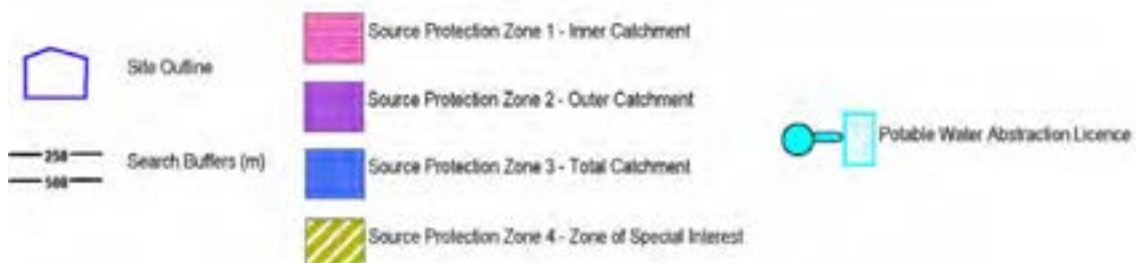 Site Outline
250
Search Buffers (m)
500
Source Protection Zone 1 - Inner Catchment
Source Protection Zone 2 - Outer Catchment
Source Protection Zone 3 - Total Catchment
Source Protection Zone 4 - Zone of Special Interest
Potable Water Abstraction Licence